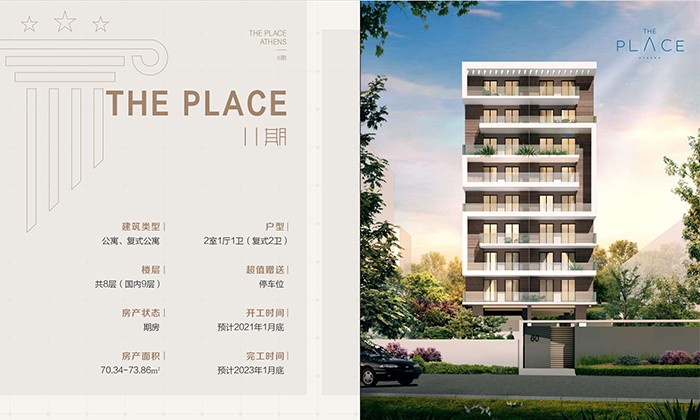 THE PLACE
ATHENS
II期
THE PLACE
II期
建筑类型
公寓、复式公寓
户型
2室1厅1卫（复式2卫）
楼层
共8层（国内9层）
超值赠送
停车位
房产状态
期房
开工时间
预计2021年1月底
房产面积
70.34-73.86m²
完工时间
预计2023年1月底
THE
PLACE
ATHENS
80